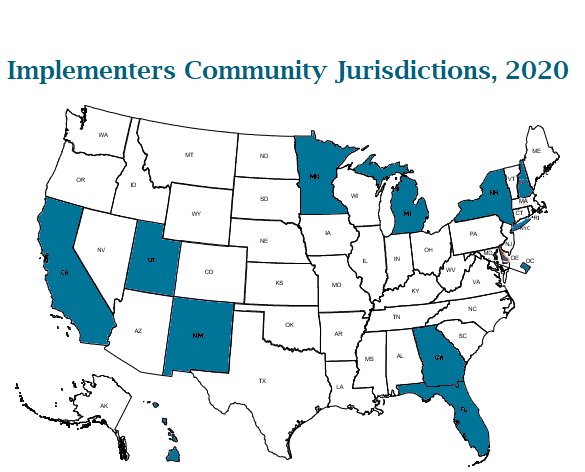 Implementers Community Jurisdictions, 2020
WA
MT
ND
MN
ME
OR
ID
VT
NH
WI
MA
SD
WY
MI
CT
RI
NYC
IA
PA
NJ
NE
NV
OH
IL
IN
MD
DE
DC
UT
CO
CA
WV
VA
KS
MO
KY
NC
TN
OK
AZ
NM
AR
SC
MS
AL
GA
TX
LA
AK
FL